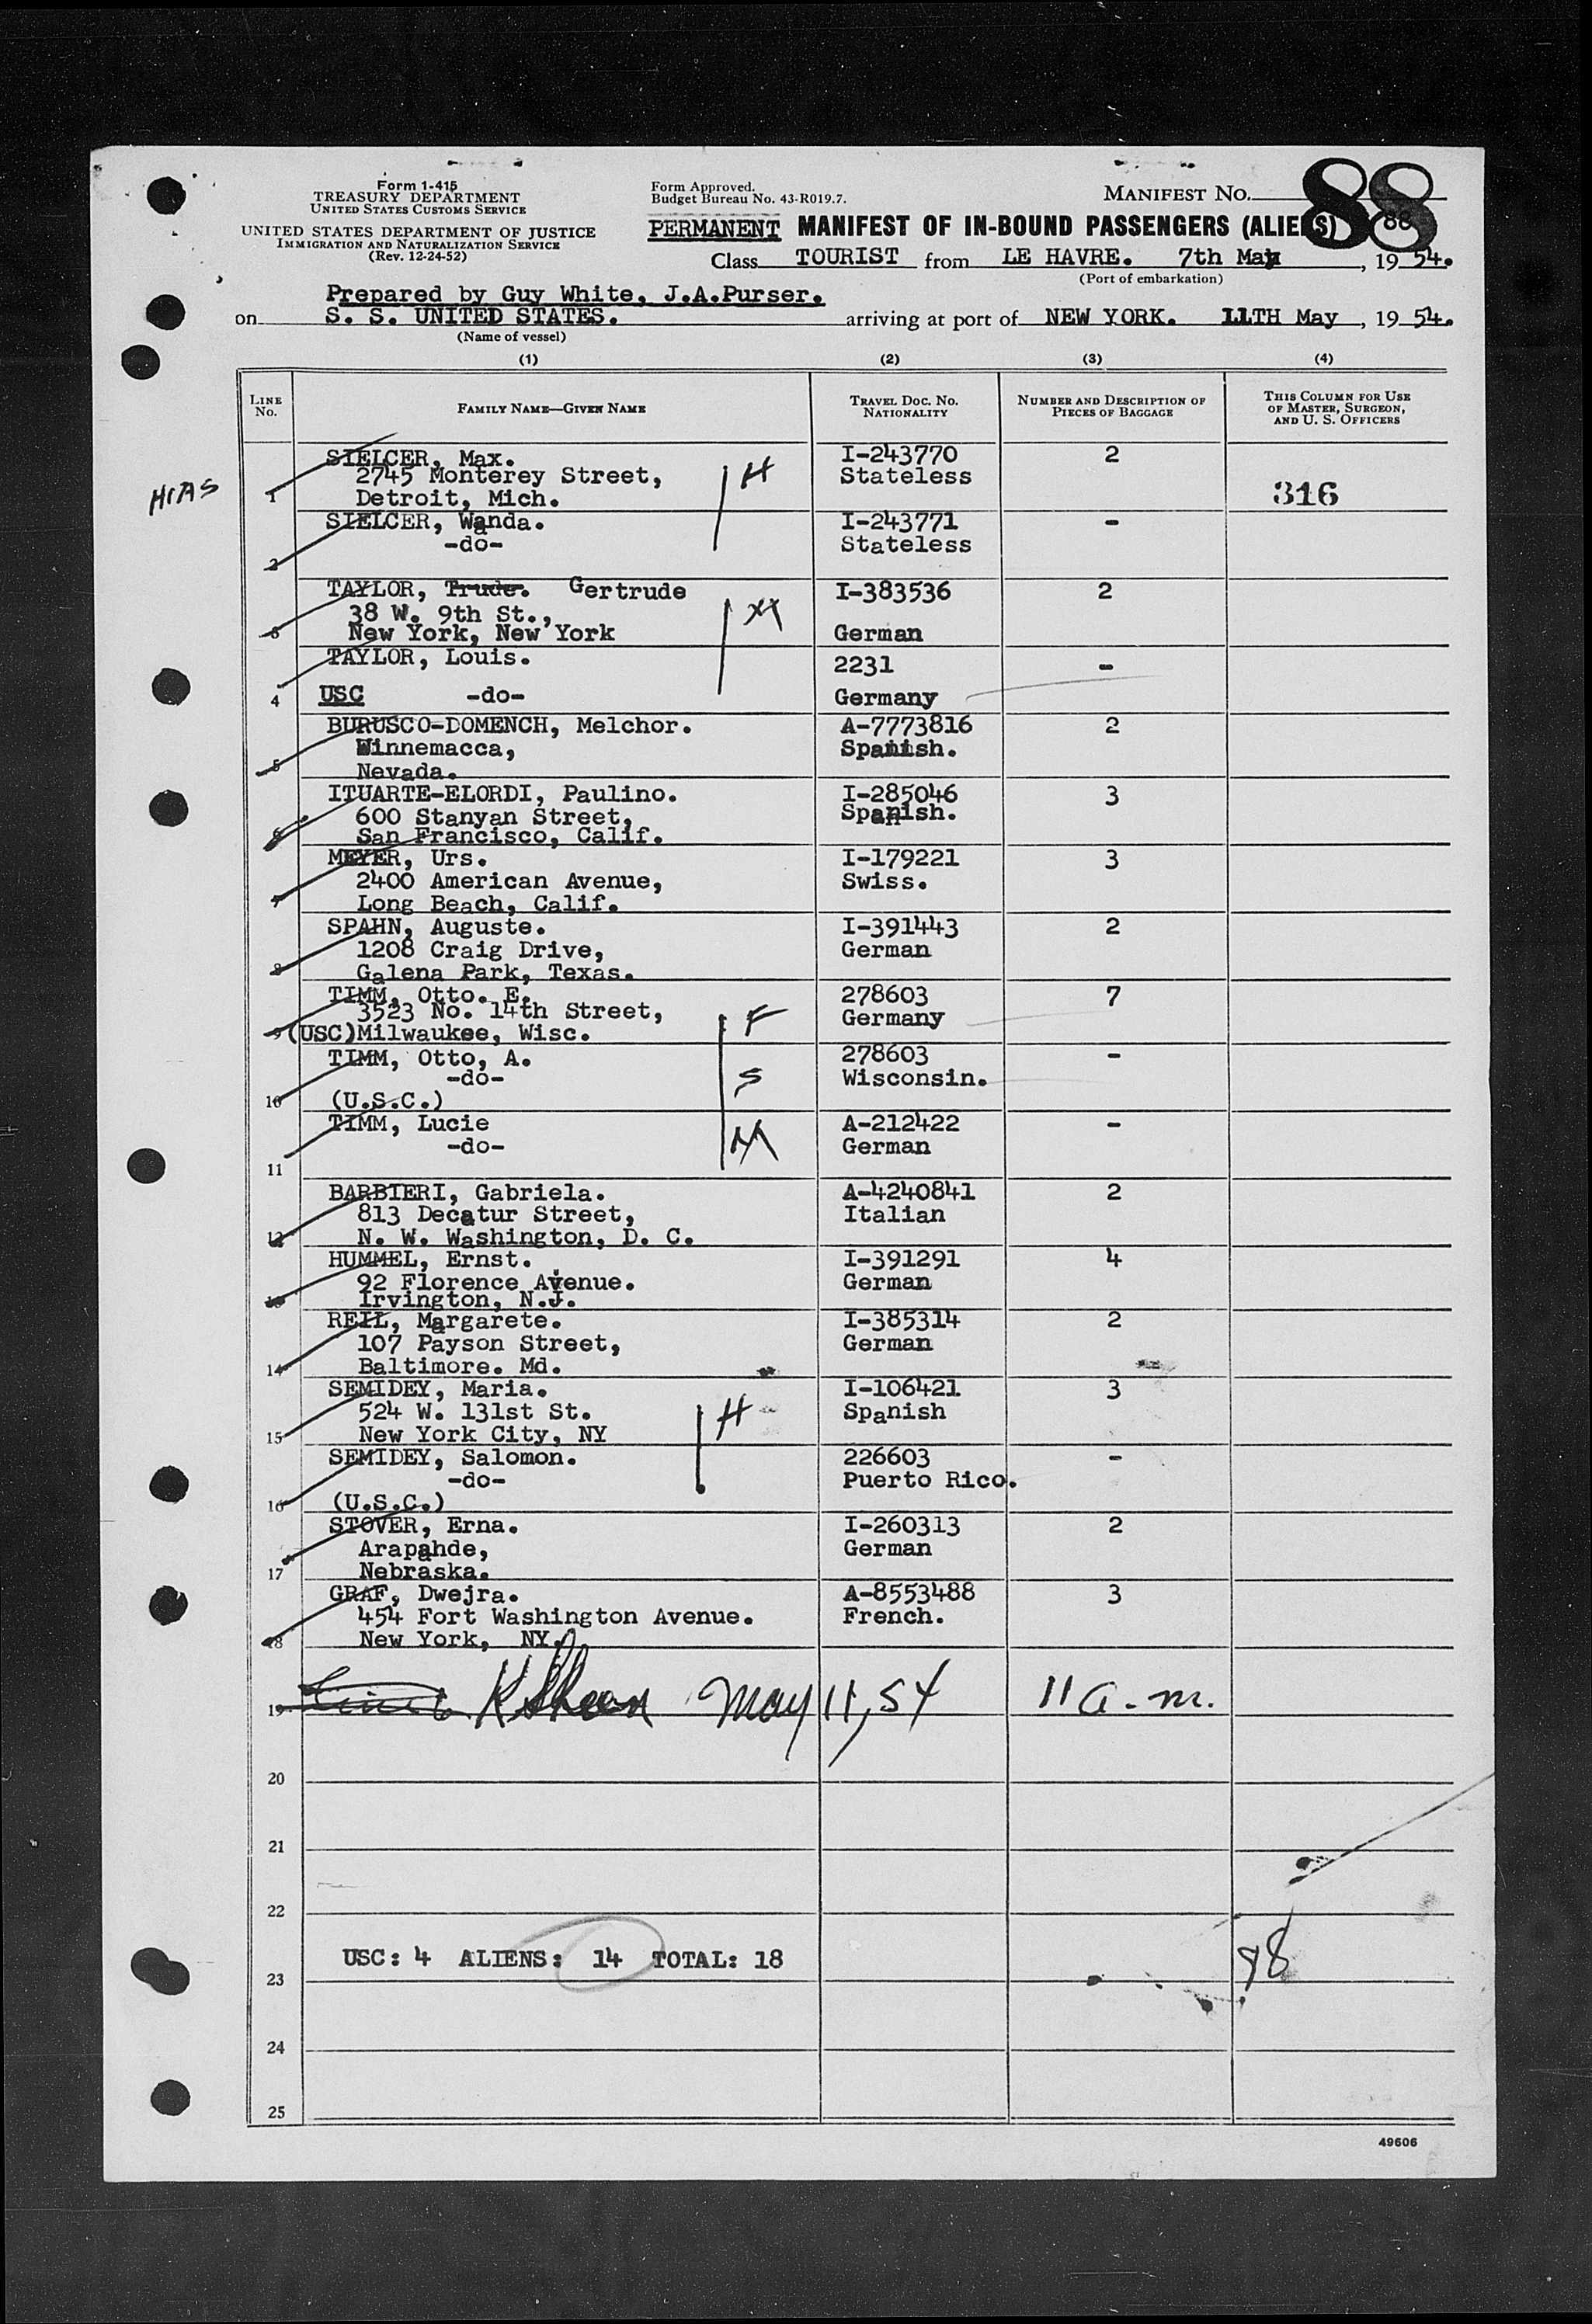 Form 1-415
TREASURY DEPARTMENT
UNITED STATES CUSTOMS SERVICE
UNITED STATES DEPARTMENT OF JUSTICE
IMMIGRATION AND NATURALIZATION SERVICE
(Rev. 12-24-52)
Form Approved.
Budget Bureau No. 43-R019.7.
MANIFEST No. 88
88
PERMANENT MANIFEST OF IN-BOUND PASSENGERS (ALIENS)
Class TOURIST from LE HAVRE. 7th May, 1954.
(Port of embarkation)
Prepared by Guy White, J.A.Purser.
on S. S. UNITED STATES. arriving at port of NEW YORK. 11TH May, 1954.
(Name of vessel)
(1) (2) (3) (4)
LINE No. FAMILY NAME—GIVEN NAME TRAVEL DOC. NO. NATIONALITY NUMBER AND DESCRIPTION OF PIECES OF BAGGAGE THIS COLUMN FOR USE OF MASTER, SURGEON, AND U. S. OFFICERS
SIELCER, Max. I-243770 2
2745 Monterey Street, H Stateless
HIAS 1 Detroit, Mich. 316
SIELCER, Wanda. I-243771 -
-do- Stateless
2
TAYLOR, Trude. Gertrude I-383536 2
38 W. 9th St.,
3 New York, New York German
TAYLOR, Louis. 2231 -
4 USC -do- Germany
BURUSCO-DOMENCH, Melchor. A-7773816 2
Winnemacca, Spanish.
5 Nevada.
ITUARTE-ELORDI, Paulino. I-285046 3
600 Stanyan Street, Spanish.
6 San Francisco, Calif.
MEYER, Urs. I-179221 3
2400 American Avenue, Swiss.
7 Long Beach, Calif.
SPAHN, Auguste. I-391443 2
1208 Craig Drive, German
8 Galena Park, Texas.
TIMM, Otto. E. 278603 7
3523 No. 14th Street, F Germany
9 (USC)Milwaukee, Wisc.
TIMM, Otto, A. 278603 -
-do- S Wisconsin.
10 (U.S.C.)
TIMM, Lucie A-212422 -
-do- M German
11
BARBIERI, Gabriela. A-4240841 2
813 Decatur Street, Italian
12 N. W. Washington, D. C.
HUMMEL, Ernst. I-391291 4
92 Florence Avenue. German
13 Irvington, N.J.
REIL, Margarete. I-385314 2
107 Payson Street, German
14 Baltimore. Md.
SEMIDEY, Maria. I-106421 3
524 W. 131st St. H Spanish
15 New York City, NY
SEMIDEY, Salomon. 226603 -
-do- Puerto Rico.
16 (U.S.C.)
STOVER, Erna. I-260313 2
Arapahde, German
17 Nebraska.
GRAF, Dwejra. A-8553488 3
454 Fort Washington Avenue. French.
18 New York, NY.
19 May 11, 54 11 a.m.
20
21
22
USC: 4 ALIENS: 14 TOTAL: 18
23
24
25
49606